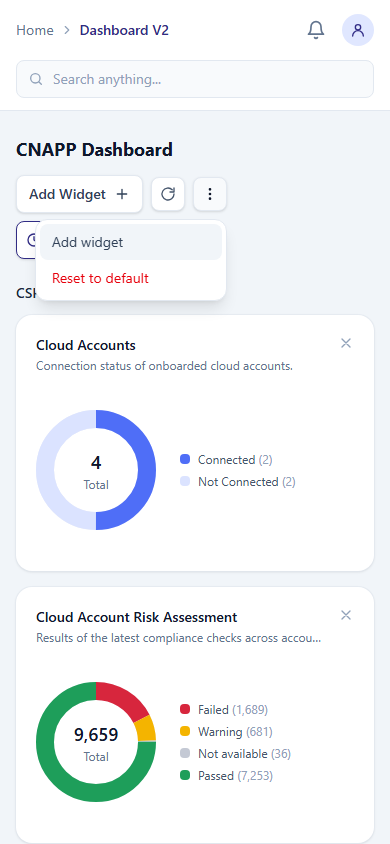 Home > Dashboard V2
Search anything...
CNAPP Dashboard
Add Widget +
Add widget
Reset to default
Cloud Accounts
Connection status of onboarded cloud accounts.
4
Total
Connected (2)
Not Connected (2)
Cloud Account Risk Assessment
Results of the latest compliance checks across accou...
9,659
Total
Failed (1,689)
Warning (681)
Not available (36)
Passed (7,253)